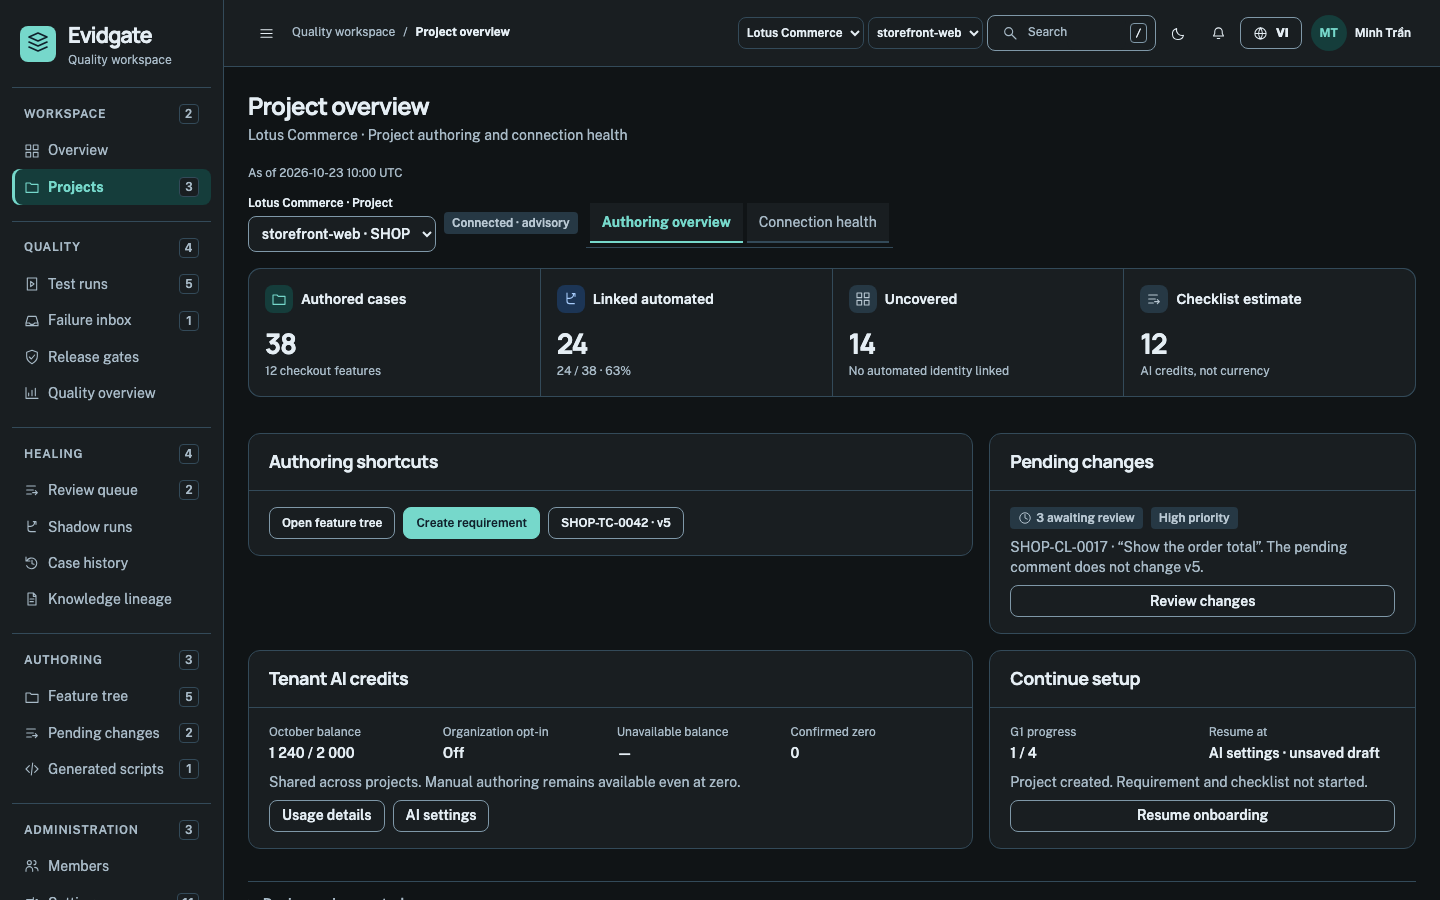 Evidgate
Quality workspace
WORKSPACE 2
Overview
Projects 3
QUALITY 4
Test runs 5
Failure inbox 1
Release gates
Quality overview
HEALING 4
Review queue 2
Shadow runs
Case history
Knowledge lineage
AUTHORING 3
Feature tree 5
Pending changes 2
Generated scripts 1
ADMINISTRATION 3
Members
Quality workspace / Project overview
Lotus Commerce
storefront-web
Search /
VI
MT Minh Trần
Project overview
Lotus Commerce · Project authoring and connection health
As of 2026-10-23 10:00 UTC
Lotus Commerce · Project
storefront-web · SHOP
Connected · advisory
Authoring overview
Connection health
Authored cases
38
12 checkout features
Linked automated
24
24 / 38 · 63%
Uncovered
14
No automated identity linked
Checklist estimate
12
AI credits, not currency
Authoring shortcuts
Open feature tree
Create requirement
SHOP-TC-0042 · v5
Pending changes
3 awaiting review
High priority
SHOP-CL-0017 · “Show the order total”. The pending
comment does not change v5.
Review changes
Tenant AI credits
October balance
1 240 / 2 000
Organization opt-in
Off
Unavailable balance
—
Confirmed zero
0
Shared across projects. Manual authoring remains available even at zero.
Usage details
AI settings
Continue setup
G1 progress
1 / 4
Resume at
AI settings · unsaved draft
Project created. Requirement and checklist not started.
Resume onboarding